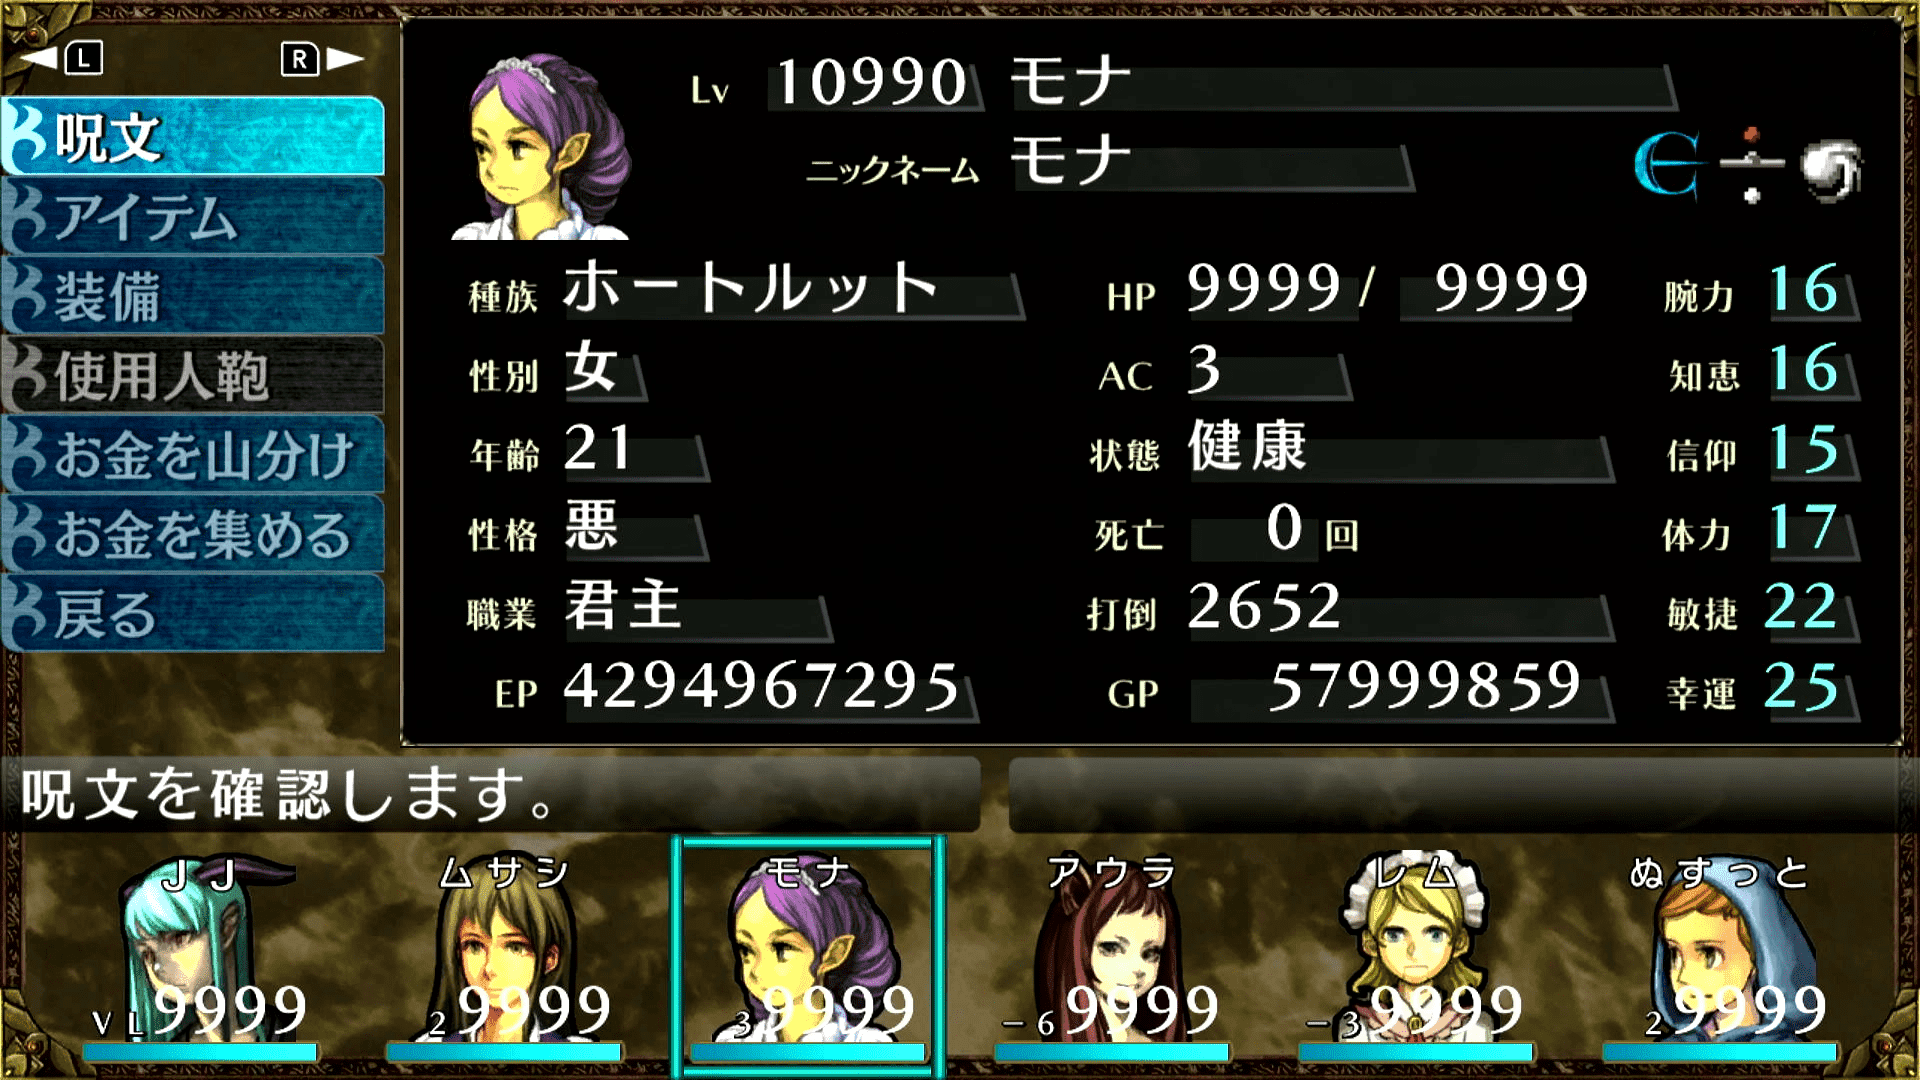 L R
呪文
アイテム
装備
使用人鞄
お金を山分け
お金を集める
戻る
Lv 10990 モナ
ニックネーム モナ
種族 ホートルット HP 9999/ 9999 腕力 16
性別 女 AC 3 知恵 16
年齢 21 状態 健康 信仰 15
性格 悪 死亡 0 回 体力 17
職業 君主 打倒 2652 敏捷 22
EP 4294967295 GP 57999859 幸運 25
呪文を確認します。
JJ ムサシ モナ アウラ レム ぬすっと
VL 9999 2 9999 3 9999 -6 9999 -3 9999 2 9999